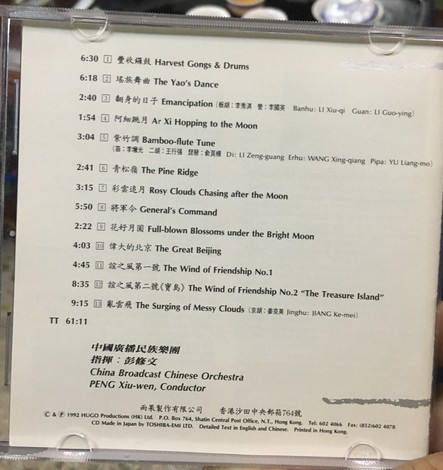 6:30 1 豐收鑼鼓 Harvest Gongs & Drums
6:18 2 瑤族舞曲 The Yao's Dance
2:40 3 翻身的日子 Emancipation (板胡：李秀淇 管：李國英 Banhu: LI Xiu-qi Guan: LI Guo-ying)
1:54 4 阿細跳月 Ar Xi Hopping to the Moon
3:04 5 紫竹調 Bamboo-flute Tune
(笛：李增光 二胡：王行強 琵琶：俞良模 Di: LI Zeng-guang Erhu: WANG Xing-qiang Pipa: YU Liang-mo)
2:41 6 青松嶺 The Pine Ridge
3:15 7 彩雲追月 Rosy Clouds Chasing after the Moon
5:50 8 將軍令 General's Command
2:22 9 花好月圓 Full-blown Blossoms under the Bright Moon
4:03 10 偉大的北京 The Great Beijing
4:45 11 誼之風第一號 The Wind of Friendship No.1
8:35 12 誼之風第二號《寶島》 The Wind of Friendship No.2 "The Treasure Island"
9:15 13 亂雲飛 The Surging of Messy Clouds (京胡：姜克美 Jinghu: JIANG Ke-mei)
TT 61:11
中國廣播民族樂團
指揮：彭修文
China Broadcast Chinese Orchestra
PENG Xiu-wen, Conductor
雨果製作有限公司 香港沙田中央郵箱764號
© & ℗ 1992 HUGO Productions (HK) Ltd. P.O. Box 764, Shatin Central Post Office, N.T., Hong Kong. Tel: 602 4066 Fax: (852)602 4078
CD Made in Japan by TOSHIBA-EMI LTD. Detailed Text in English and Chinese. Printed in Hong Kong.